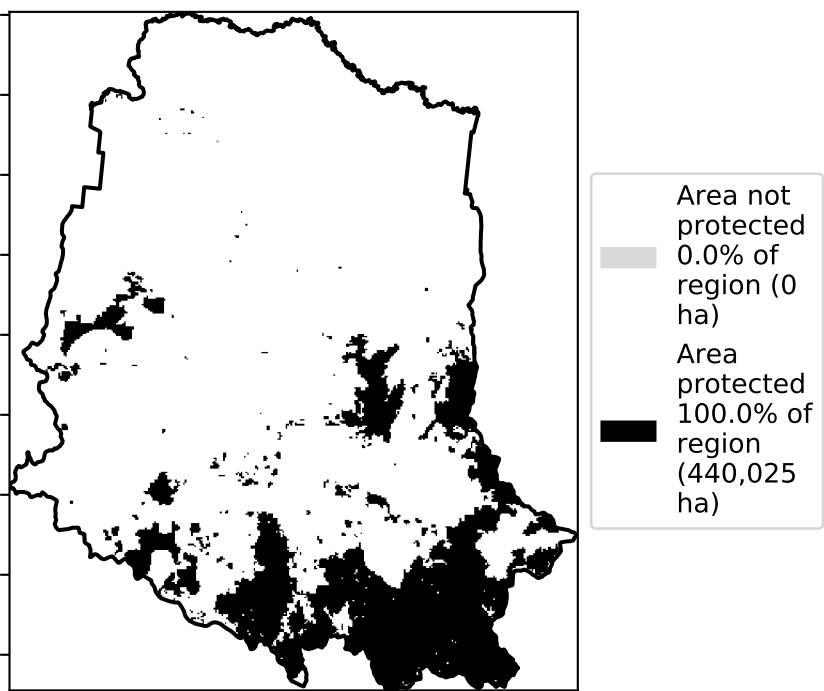 Area not
protected
0.0% of
region (0
ha)
Area
protected
100.0% of
region
(440,025
ha)